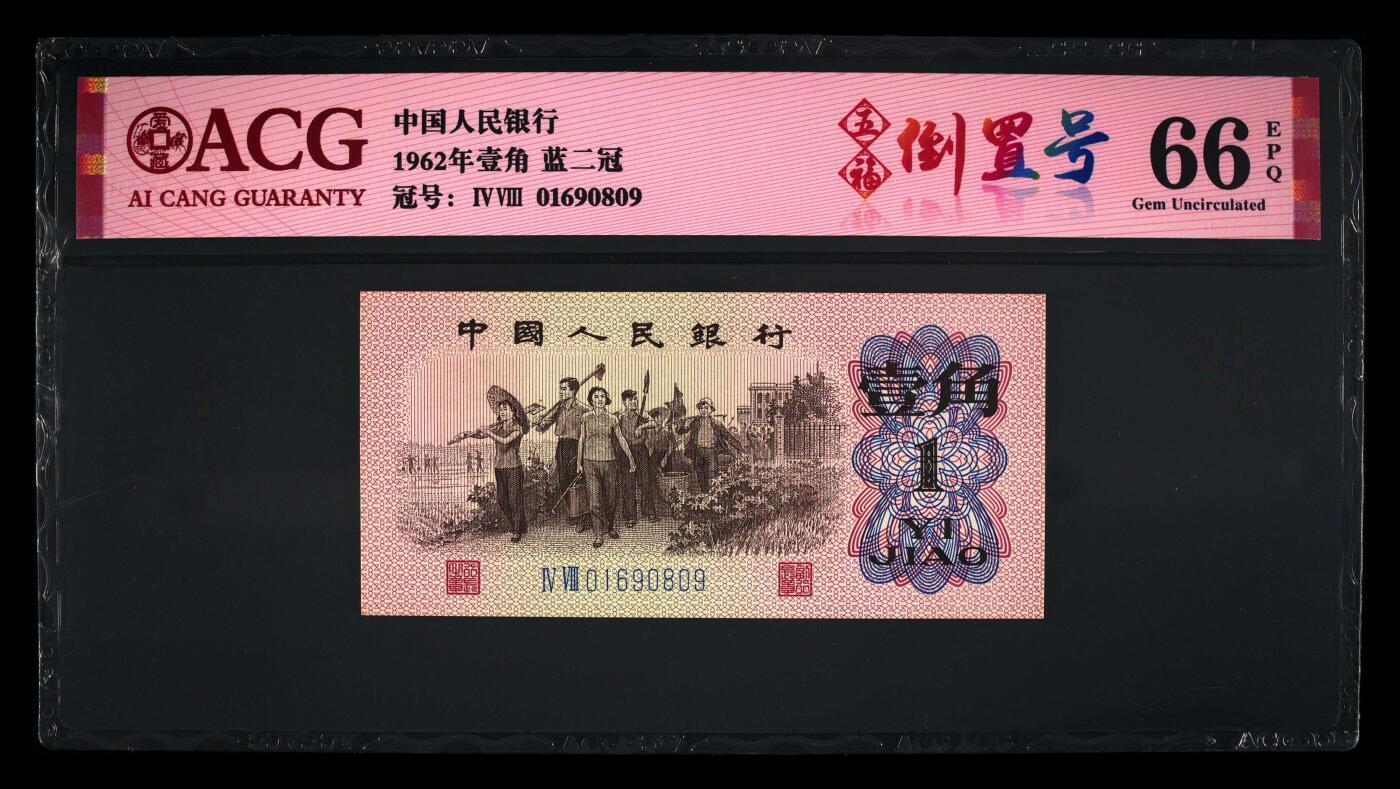 ACG
AI CANG GUARANTY
中国人民银行
1962年壹角 蓝二冠
冠号: ⅣⅧ 01690809
五福
倒置号
66
EPQ
Gem Uncirculated
中國人民銀行
壹角
1
YI
JIAO
ⅣⅧ01690809